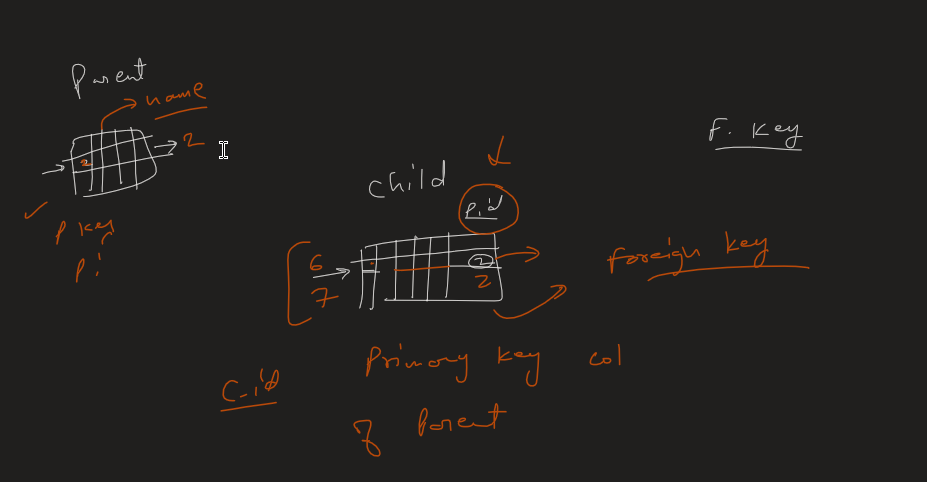 Parent
name
2
2
P key
Pi
F. Key
child
P.id
6
2
7
2
Foreign key
Primary key col
of Parent
C-id